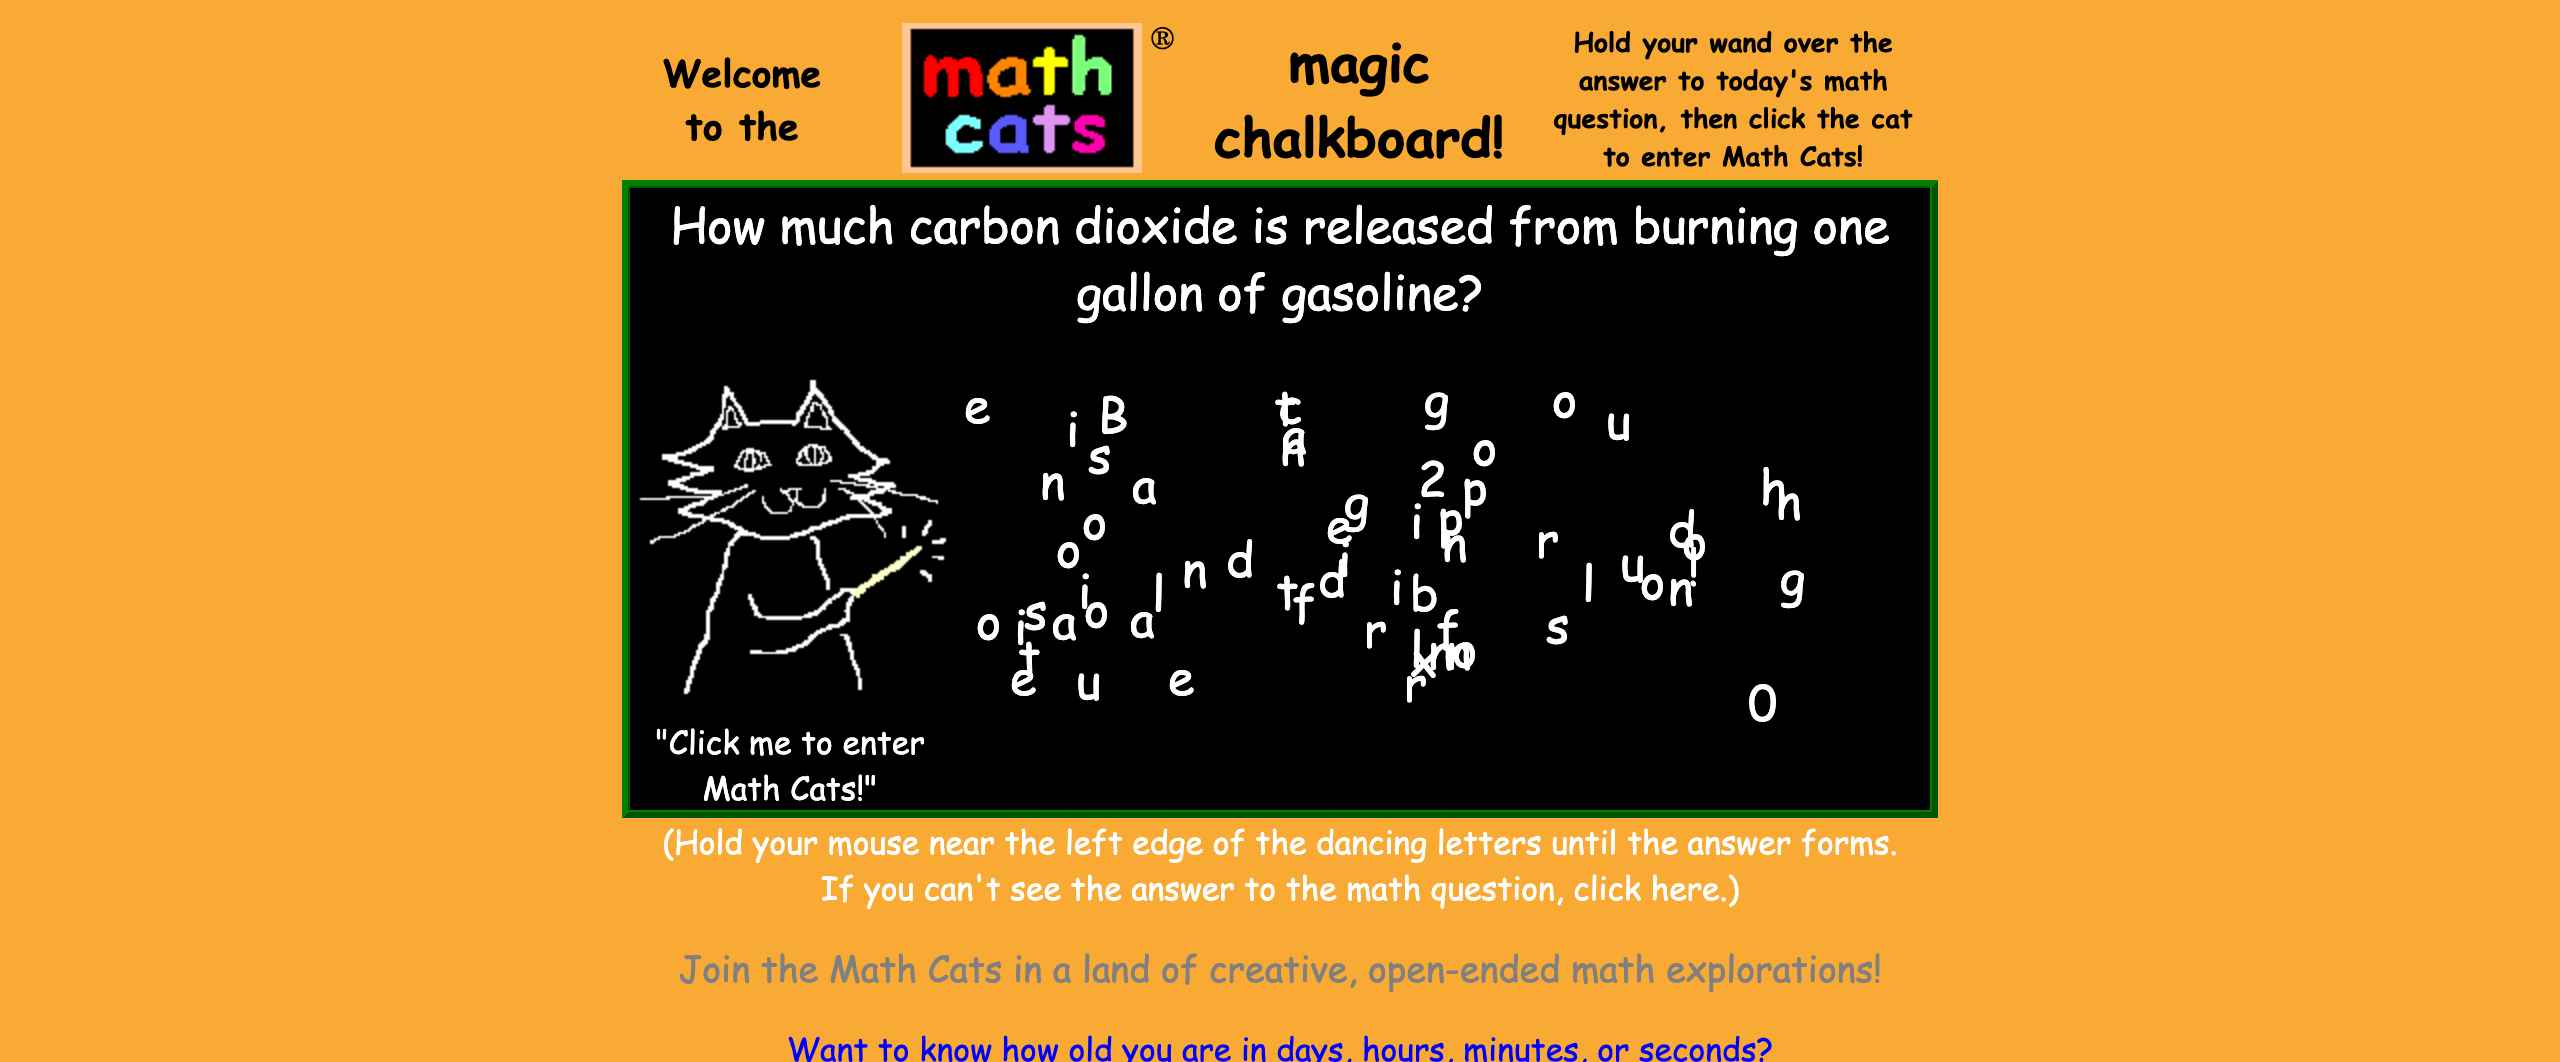 Welcome
to the
math
cats
®
magic
chalkboard!
Hold your wand over the
answer to today's math
question, then click the cat
to enter Math Cats!
How much carbon dioxide is released from burning one
gallon of gasoline?
"Click me to enter
Math Cats!"
(Hold your mouse near the left edge of the dancing letters until the answer forms.
If you can't see the answer to the math question, click here.)
Join the Math Cats in a land of creative, open-ended math explorations!
Want to know how old you are in days, hours, minutes, or seconds?